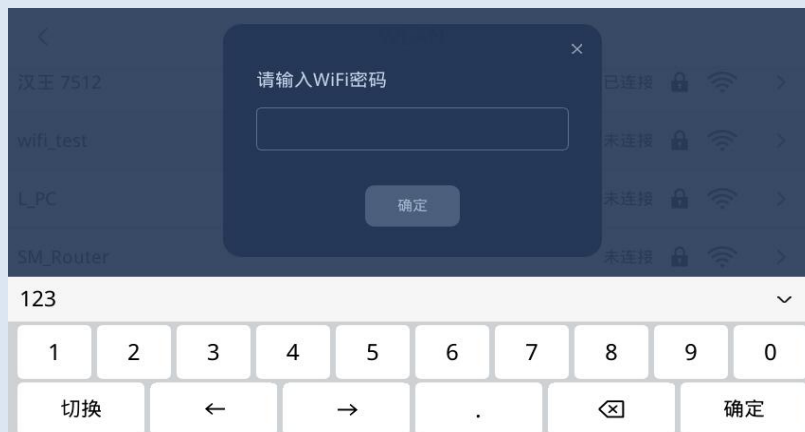 请输入WiFi密码
汉王 7512 已连接
wifi_test 未连接
L_PC 未连接
确定
SM_Router 未连接
123
1 2 3 4 5 6 7 8 9 0
切换 ← → . 确定